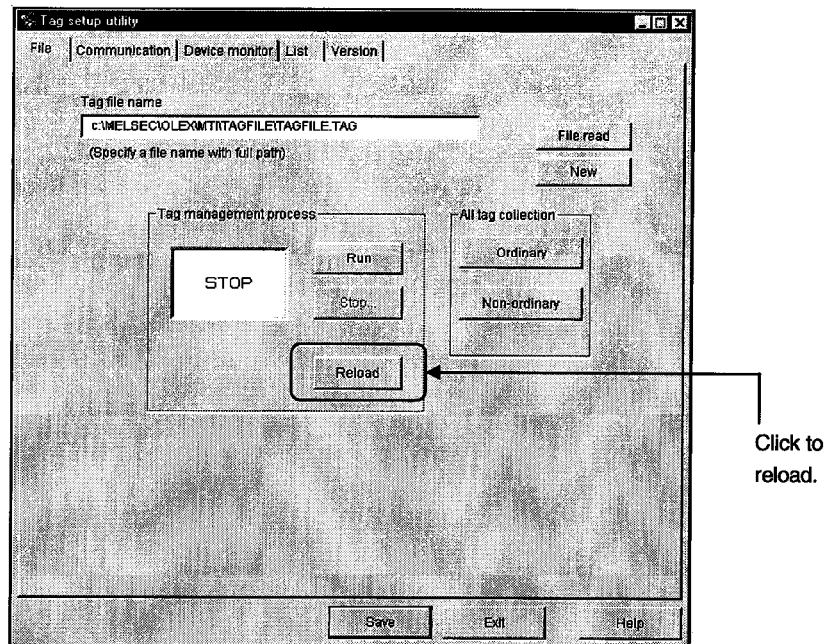 Tag setup utility
File Communication Device monitor List Version
Tag file name
c:\MELSEC\OLEX\MTI\TAGFILE\TAGFILE.TAG
(Specify a file name with full path)
File read
New
Tag management process
All tag collection
STOP
Run
Ordinary
Stop...
Non-ordinary
Reload
Click to
reload.
Save Exit Help